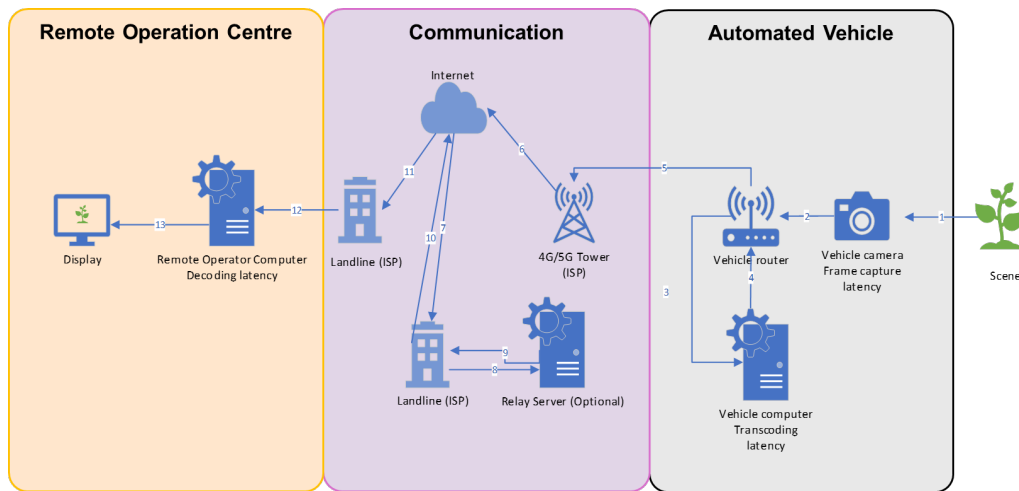 Remote Operation Centre
Communication
Automated Vehicle
Internet
11
6
5
12
13
10
7
2
1
3
4
9
8
Display
Remote Operator Computer
Decoding latency
Landline (ISP)
4G/5G Tower
(ISP)
Vehicle router
Vehicle camera
Frame capture
latency
Scene
Landline (ISP)
Relay Server (Optional)
Vehicle computer
Transcoding
latency